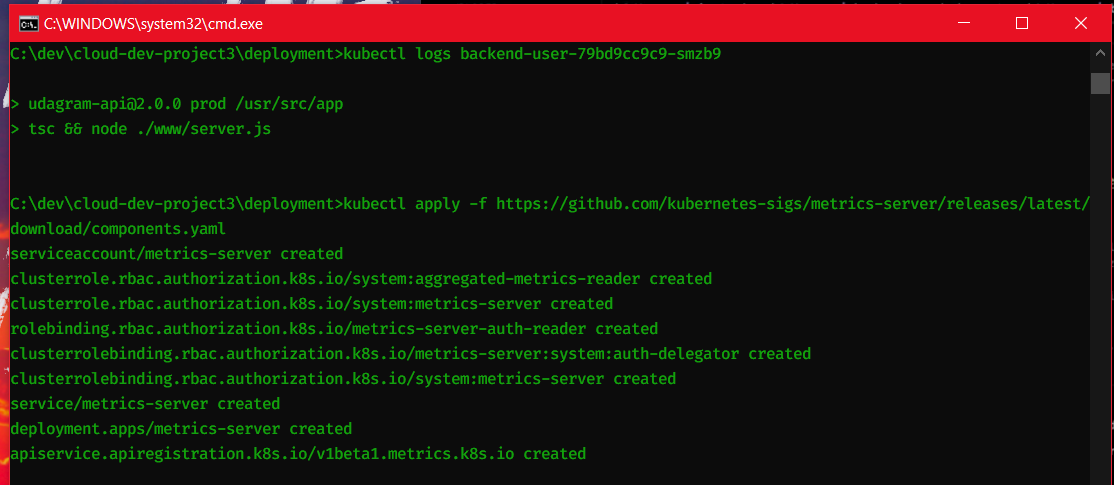 C:\WINDOWS\system32\cmd.exe
C:\dev\cloud-dev-project3\deployment>kubectl logs backend-user-79bd9cc9c9-smzb9
> udagram-api@2.0.0 prod /usr/src/app
> tsc && node ./www/server.js
C:\dev\cloud-dev-project3\deployment>kubectl apply -f https://github.com/kubernetes-sigs/metrics-server/releases/latest/
download/components.yaml
serviceaccount/metrics-server created
clusterrole.rbac.authorization.k8s.io/system:aggregated-metrics-reader created
clusterrole.rbac.authorization.k8s.io/system:metrics-server created
rolebinding.rbac.authorization.k8s.io/metrics-server-auth-reader created
clusterrolebinding.rbac.authorization.k8s.io/metrics-server:system:auth-delegator created
clusterrolebinding.rbac.authorization.k8s.io/system:metrics-server created
service/metrics-server created
deployment.apps/metrics-server created
apiservice.apiregistration.k8s.io/v1beta1.metrics.k8s.io created